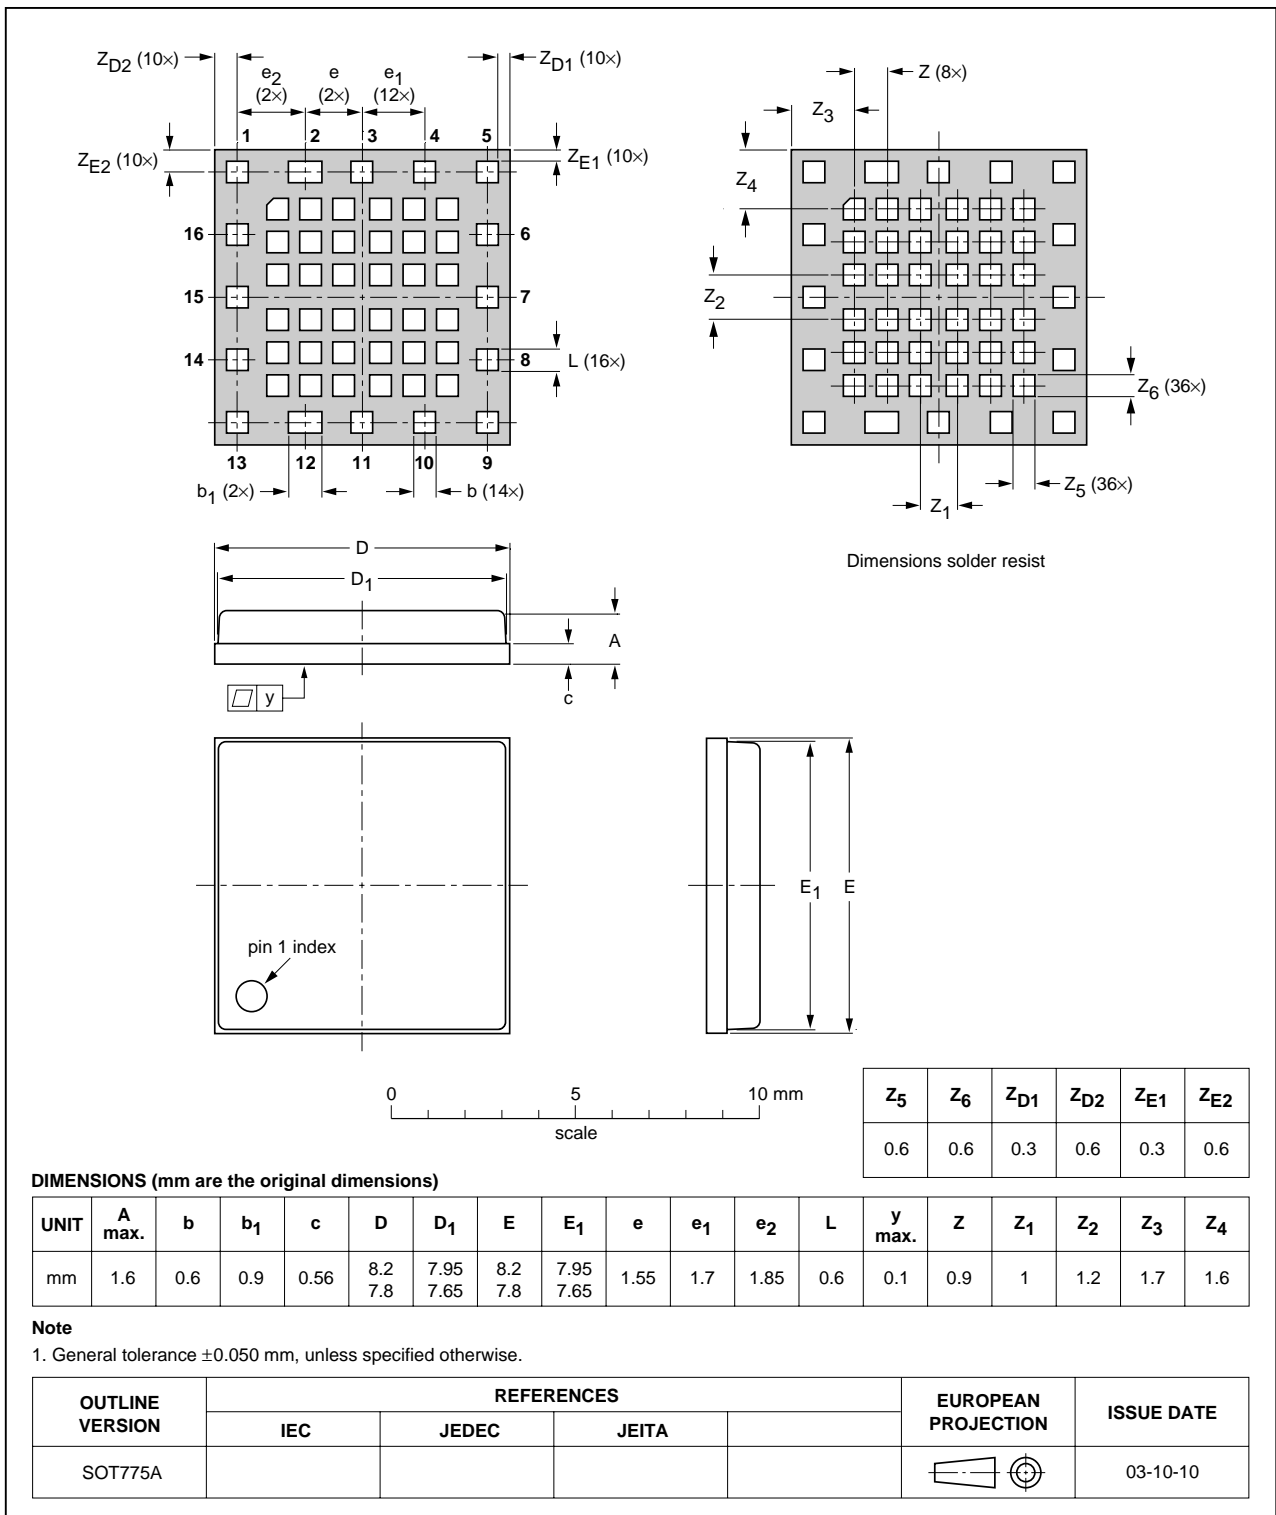 Z_D2 (10×)
e_2 (2×)
e (2×)
e_1 (12×)
Z_D1 (10×)
1 2 3 4 5
Z_E2 (10×)
Z_E1 (10×)
16
6
15
7
14
8
L (16×)
13 12 11 10 9
b_1 (2×)
b (14×)
Z (8×)
Z_3
Z_4
Z_2
Z_6 (36×)
Z_5 (36×)
Z_1
Dimensions solder resist
D
D_1
A
c
y
E_1
E
pin 1 index
0 5 10 mm
scale
Z_5 Z_6 Z_D1 Z_D2 Z_E1 Z_E2
0.6 0.6 0.3 0.6 0.3 0.6
DIMENSIONS (mm are the original dimensions)
UNIT A max. b b_1 c D D_1 E E_1 e e_1 e_2 L y max. Z Z_1 Z_2 Z_3 Z_4
mm 1.6 0.6 0.9 0.56 8.2 7.8 7.95 7.65 8.2 7.8 7.95 7.65 1.55 1.7 1.85 0.6 0.1 0.9 1 1.2 1.7 1.6
Note
1. General tolerance ±0.050 mm, unless specified otherwise.
OUTLINE VERSION
REFERENCES
EUROPEAN PROJECTION
ISSUE DATE
IEC JEDEC JEITA
SOT775A
03-10-10